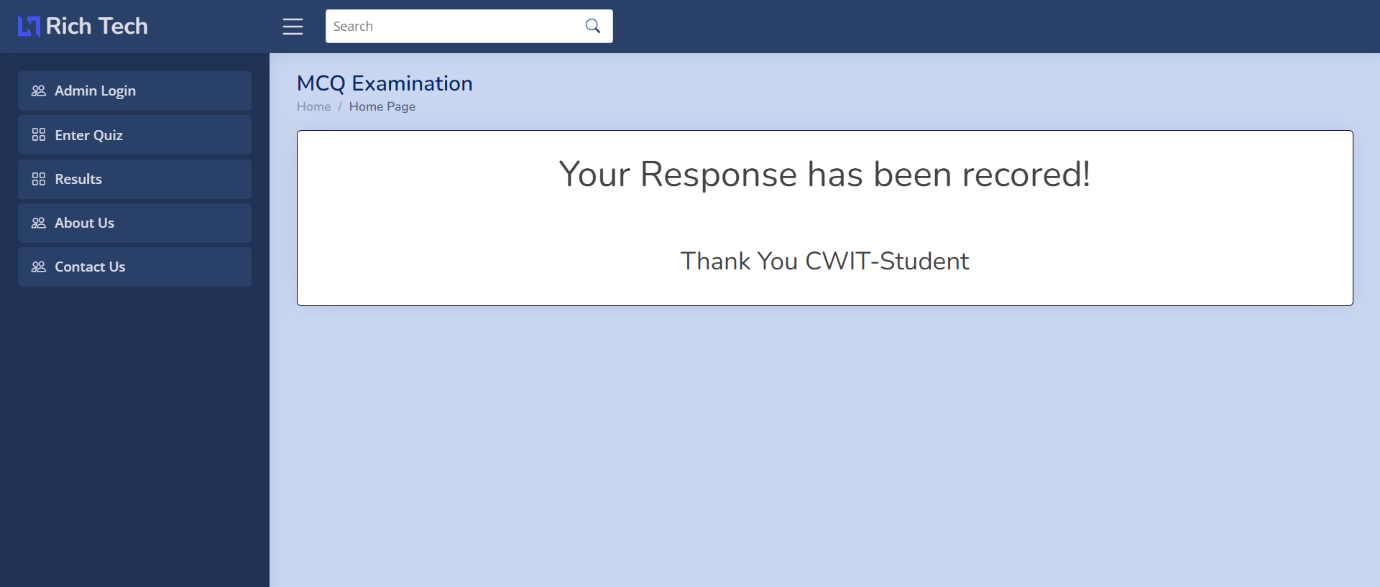 Rich Tech
Search
Admin Login
Enter Quiz
Results
About Us
Contact Us
MCQ Examination
Home / Home Page
Your Response has been recored!
Thank You CWIT-Student